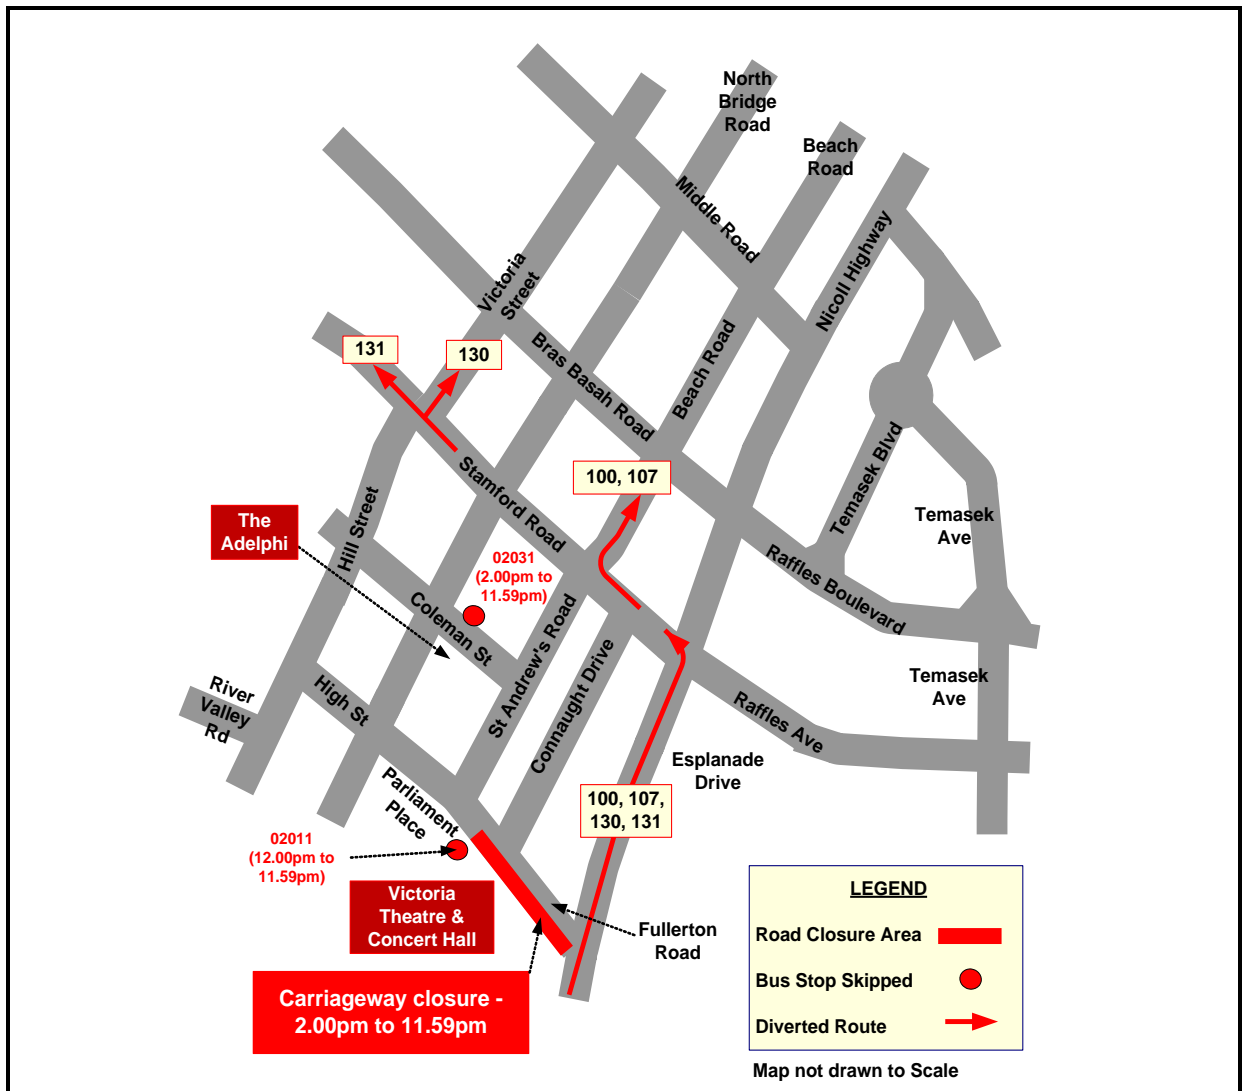 North
Bridge
Road
Beach
Road
Middle Road
Nicoll Highway
Victoria
Street
131
130
Bras Basah Road
Beach Road
100, 107
Stamford Road
Temasek Blvd
Temasek
Ave
The
Adelphi
Hill Street
02031
(2.00pm to
11.59pm)
Raffles Boulevard
Coleman St
St Andrew's Road
Connaught Drive
Temasek
Ave
River
Valley
Rd
High St
Raffles Ave
Esplanade
Drive
Parliament
Place
100, 107,
130, 131
02011
(12.00pm to
11.59pm)
Victoria
Theatre &
Concert Hall
Fullerton
Road
Carriageway closure -
2.00pm to 11.59pm
LEGEND
Road Closure Area
Bus Stop Skipped
Diverted Route
Map not drawn to Scale